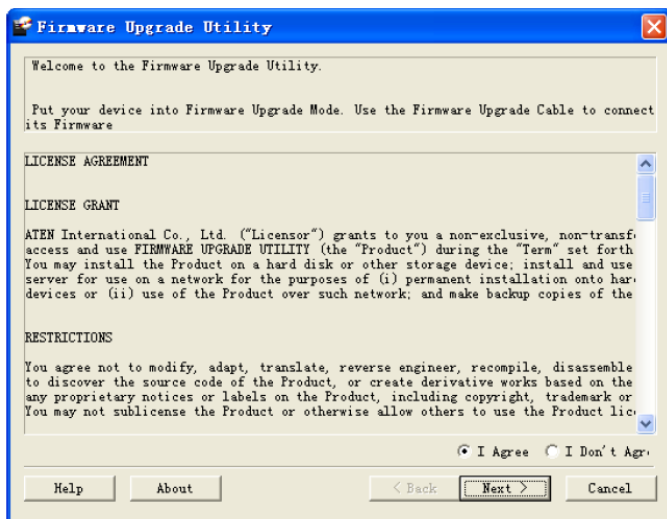 Firmware Upgrade Utility
Welcome to the Firmware Upgrade Utility.
Put your device into Firmware Upgrade Mode. Use the Firmware Upgrade Cable to connect
its Firmware
LICENSE AGREEMENT
LICENSE GRANT
ATEN International Co., Ltd. ("Licensor") grants to you a non-exclusive, non-transf
access and use FIRMWARE UPGRADE UTILITY (the "Product") during the "Term" set forth
You may install the Product on a hard disk or other storage device; install and use
server for use on a network for the purposes of (i) permanent installation onto har
devices or (ii) use of the Product over such network; and make backup copies of the
RESTRICTIONS
You agree not to modify, adapt, translate, reverse engineer, recompile, disassemble
to discover the source code of the Product, or create derivative works based on the
any proprietary notices or labels on the Product, including copyright, trademark or
You may not sublicense the Product or otherwise allow others to use the Product lic
I Agree I Don't Agr
Help About < Back Next > Cancel